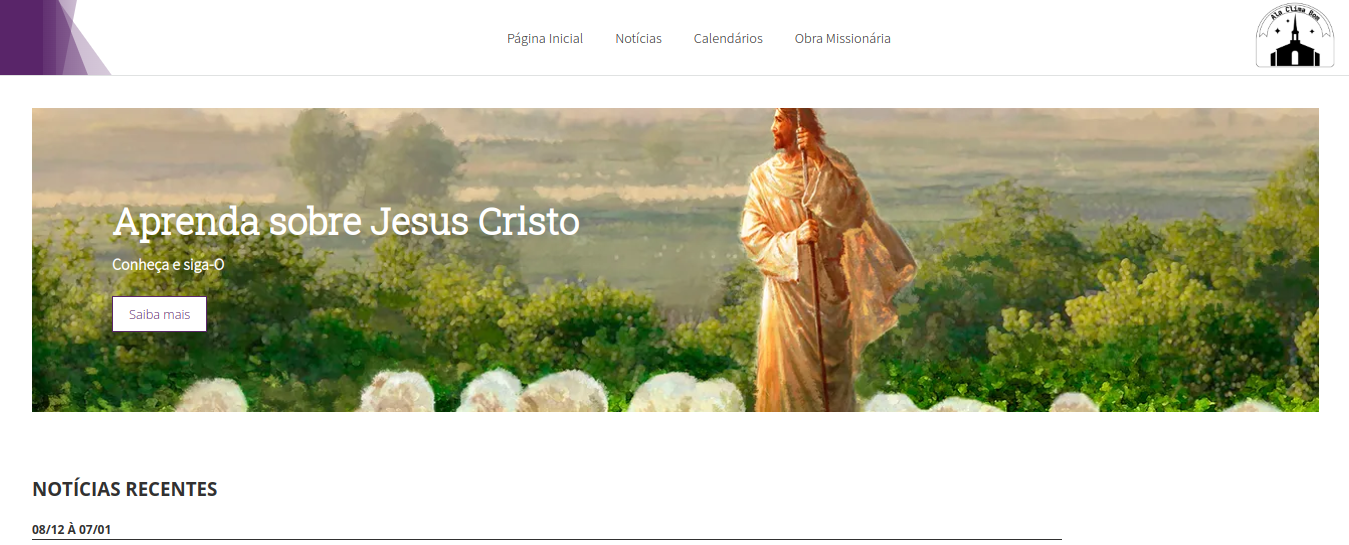 Página Inicial Notícias Calendários Obra Missionária
Ala Clima Bom
Aprenda sobre Jesus Cristo
Conheça e siga-O
Saiba mais
NOTÍCIAS RECENTES
08/12 À 07/01